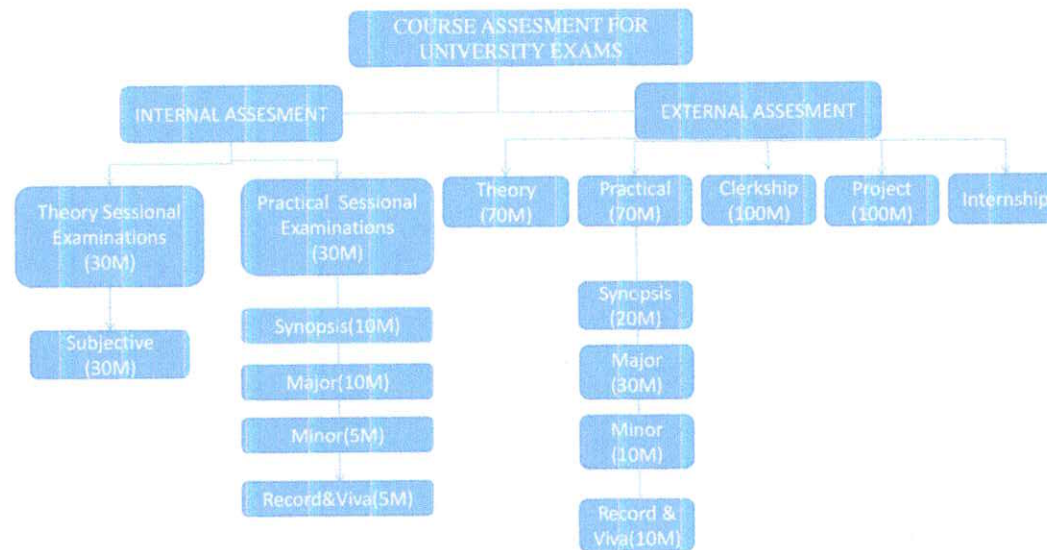 COURSE ASSESMENT FOR
UNIVERSITY EXAMS
INTERNAL ASSESMENT
EXTERNAL ASSESMENT
Theory Sessional
Examinations
(30M)
Subjective
(30M)
Practical Sessional
Examinations
(30M)
Synopsis(10M)
Major(10M)
Minor(5M)
Record&Viva(5M)
Theory
(70M)
Practical
(70M)
Clerkship
(100M)
Project
(100M)
Internship
Synopsis
(20M)
Major
(30M)
Minor
(10M)
Record &
Viva(10M)